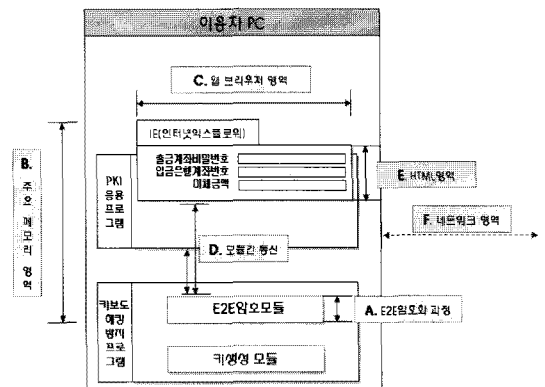 이용자 PC
C. 웹 브라우저 영역
IE(인터넷익스플로워)
출금계좌비밀번호
입금은행계좌번호
이체금액
B.
주
요
메
모
리
영
역
PKI
응용
프로
그램
E. HTML영역
F. 네트워크 영역
D. 모듈간 통신
키보드
해킹
방지
프로
그램
E2E암호모듈
A. E2E암호화 과정
키생성 모듈